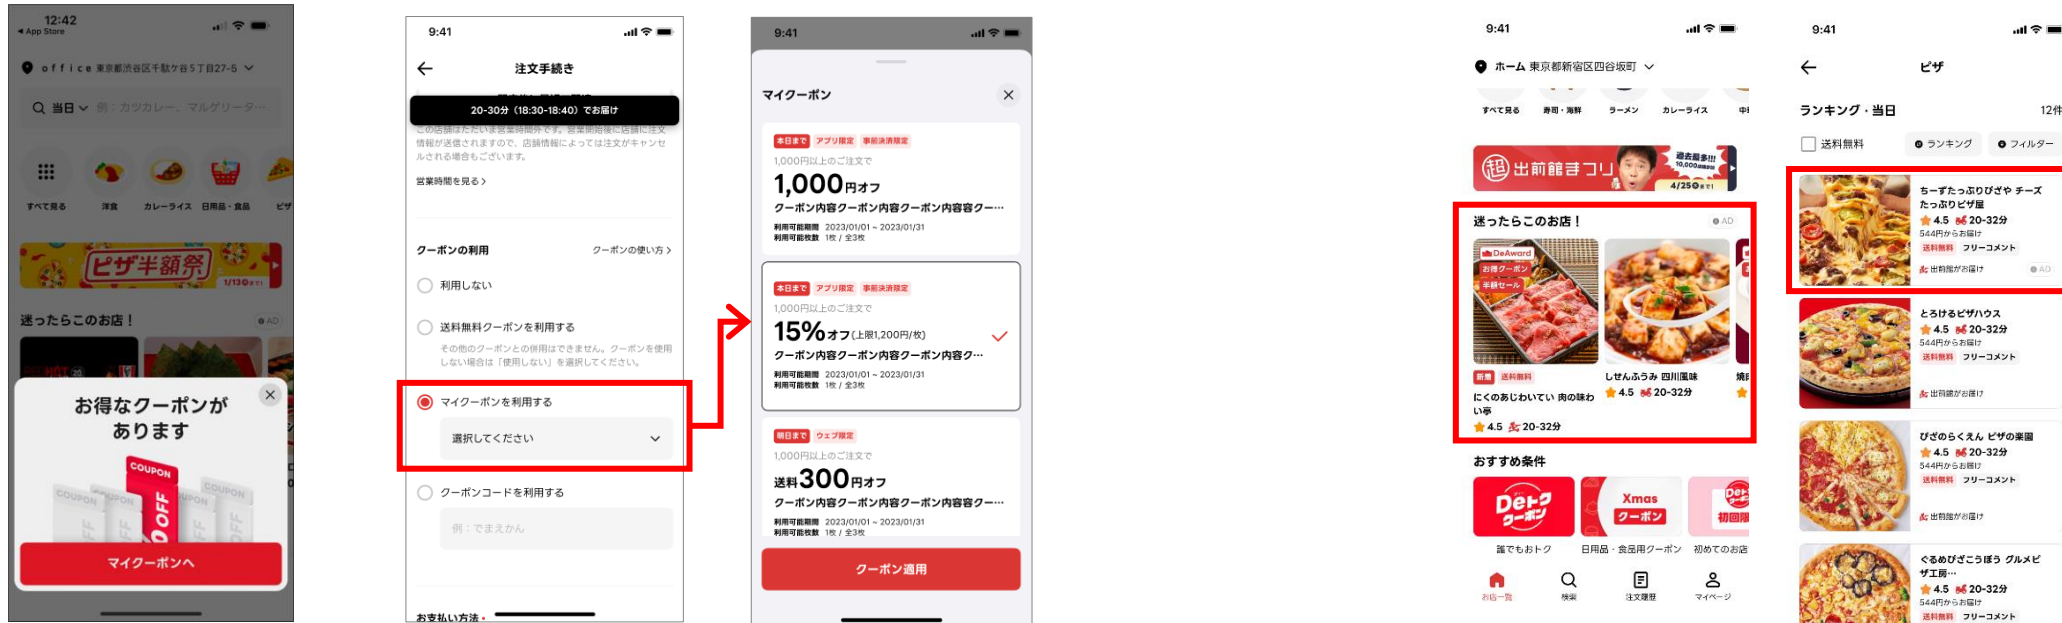 12:42
◀ App Store
office 東京都渋谷区千駄ケ谷5丁目27-5
当日 例：カツカレー、マルゲリータ…
すべて見る 洋食 カレーライス 日用品・食品 ピザ
ピザ半額祭
1/13
迷ったらこのお店！
AD
お得なクーポンが
あります
COUPON
COUPON
COUPON
COUPON
OFF
マイクーポンへ
9:41
注文手続き
20-30分（18:30-18:40）でお届け
この店舗はただいま営業時間外です。営業開始後に店舗に注文
情報が送信されますので、店舗情報によっては注文がキャンセ
ルされる場合もございます。
営業時間を見る
クーポンの利用
クーポンの使い方
利用しない
送料無料クーポンを利用する
その他のクーポンとの併用はできません。クーポンを使用
しない場合は「使用しない」を選択してください。
マイクーポンを利用する
選択してください
クーポンコードを利用する
例：でまえかん
お支払い方法
9:41
マイクーポン
本日まで アプリ限定 事前決済限定
1,000円以上のご注文で
1,000円オフ
クーポン内容クーポン内容クーポン内容容クー…
利用可能期間 2023/01/01 ~ 2023/01/31
利用可能枚数 1枚 / 全3枚
本日まで アプリ限定 事前決済限定
1,000円以上のご注文で
15%オフ(上限1,200円/枚)
クーポン内容クーポン内容クーポン内容ク…
利用可能期間 2023/01/01 ~ 2023/01/31
利用可能枚数 1枚 / 全3枚
明日まで ウェブ限定
1,000円以上のご注文で
送料300円オフ
クーポン内容クーポン内容クーポン内容容クー…
利用可能期間 2023/01/01 ~ 2023/01/31
利用可能枚数 1枚 / 全3枚
クーポン適用
9:41
ホーム 東京都新宿区四谷坂町
すべて見る 寿司・海鮮 ラーメン カレーライス 中
超 出前館まつり
過去最多!!!
4/25
迷ったらこのお店！
AD
DeAward
お得クーポン
半額セール
新着 送料無料
にくのあじわいてい 肉の味わ
い亭
4.5 20-32分
しせんふうみ 四川風味
4.5 20-32分
焼
おすすめ条件
Deトク
クーポン
Xmas
クーポン
初回限
誰でもおトク 日用品・食品用クーポン 初めてのお店
お店一覧 検索 注文履歴 マイページ
9:41
ピザ
ランキング・当日
12件
送料無料
ランキング
フィルター
ちーずたっぷりぴざや チーズ
たっぷりピザ屋
4.5 20-32分
544円からお届け
送料無料 フリーコメント
出前館がお届け
AD
とろけるピザハウス
4.5 20-32分
544円からお届け
送料無料 フリーコメント
出前館がお届け
ぴざのらくえん ピザの楽園
4.5 20-32分
544円からお届け
送料無料 フリーコメント
出前館がお届け
ぐるめぴざこうぼう グルメピ
ザ工房…
4.5 20-32分
544円からお届け
送料無料 フリーコメント